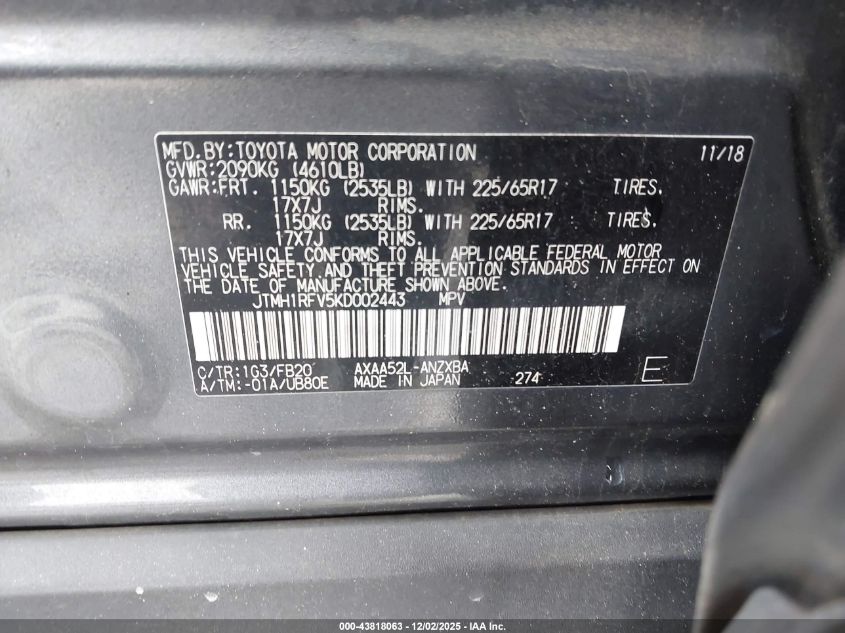 MFD.BY:TOYOTA MOTOR CORPORATION 11/18
GVWR:2090KG (4610LB)
GAWR:FRT. 1150KG (2535LB) WITH 225/65R17 TIRES.
17X7J RIMS.
RR. 1150KG (2535LB) WITH 225/65R17 TIRES.
17X7J RIMS.
THIS VEHICLE CONFORMS TO ALL APPLICABLE FEDERAL MOTOR
VEHICLE SAFETY AND THEFT PREVENTION STANDARDS IN EFFECT ON
THE DATE OF MANUFACTURE SHOWN ABOVE.
JTMH1RFV5KD002443 MPV
C/TR:1G3/FB20 AXAA52L-ANZXBA
A/TM:-01A/UB80E MADE IN JAPAN 274 E
000-43818063 - 12/02/2025 - IAA Inc.